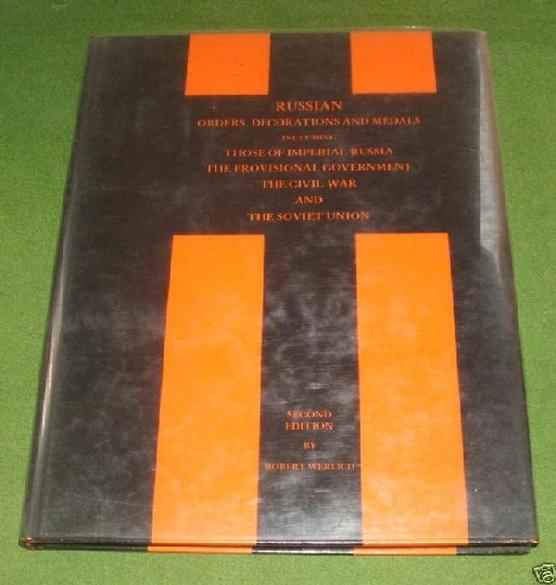 RUSSIAN
ORDERS, DECORATIONS AND MEDALS
INCLUDING
THOSE OF IMPERIAL RUSSIA
THE PROVISIONAL GOVERNMENT
THE CIVIL WAR
AND
THE SOVIET UNION
SECOND
EDITION
BY
ROBERT WERLICH